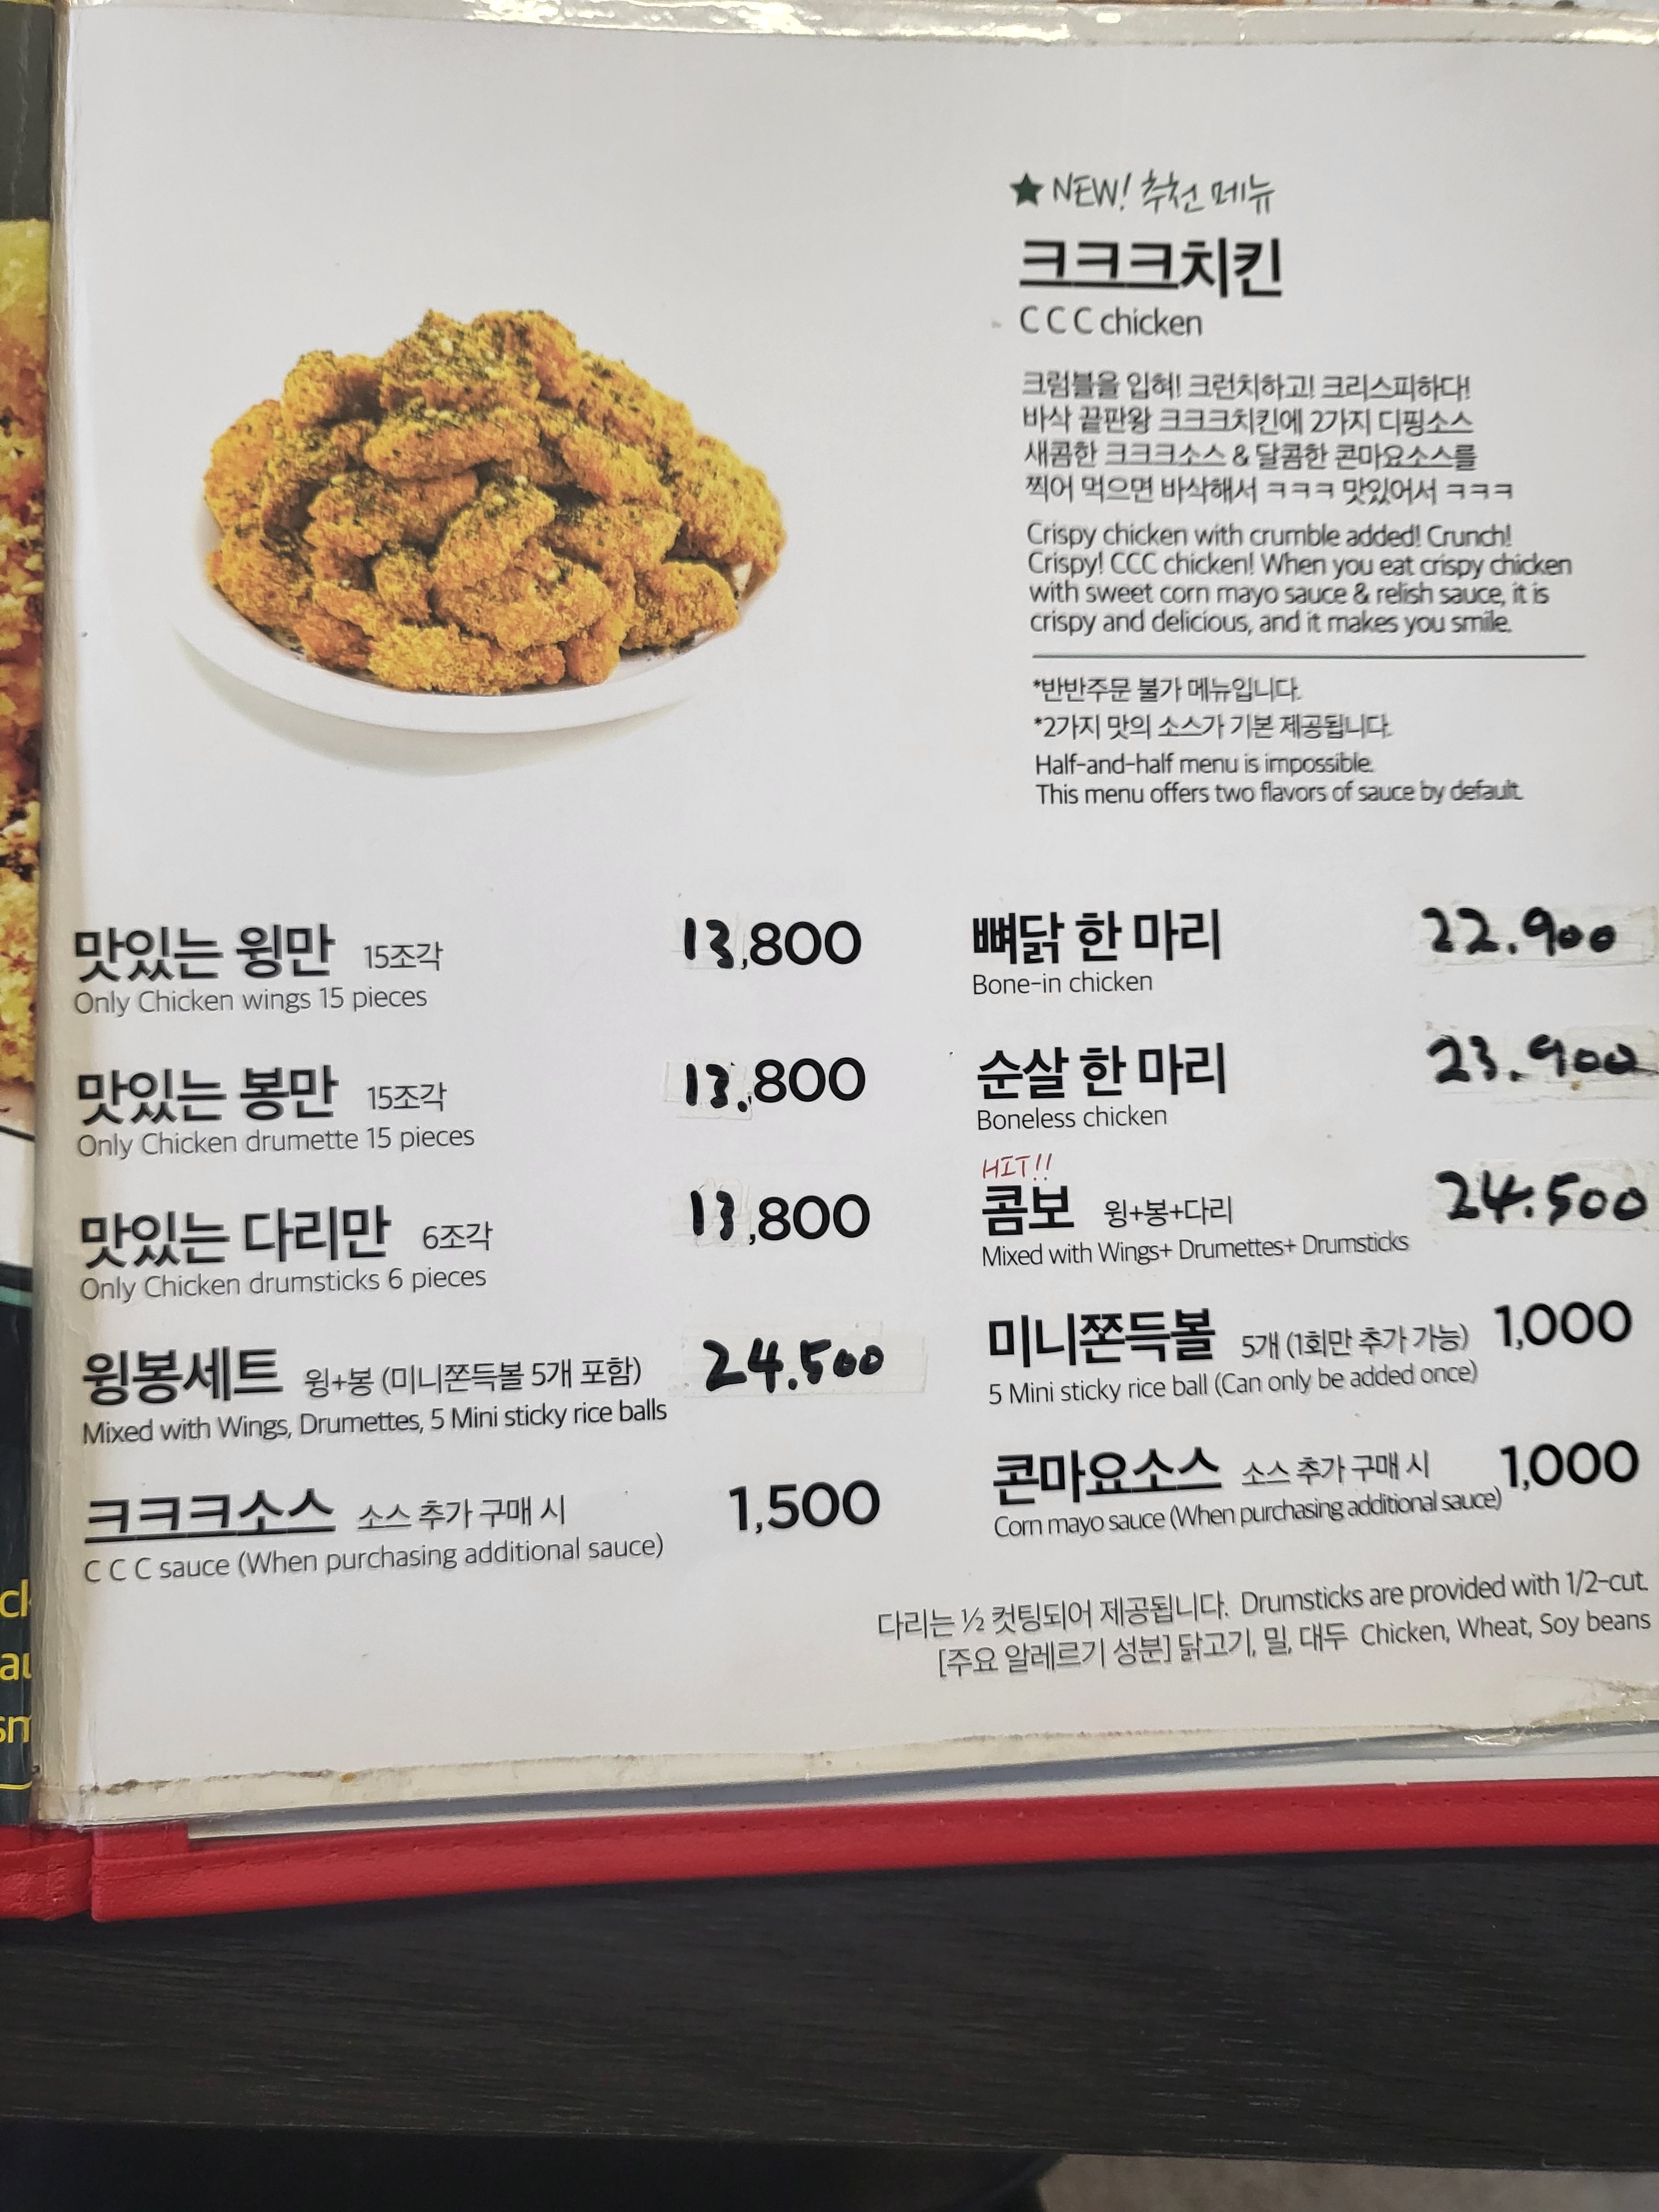 ★ NEW! 추천 메뉴
크크크치킨
C C C chicken
크럼블을 입혀! 크런치하고! 크리스피하다!
바삭 끝판왕 크크크치킨에 2가지 디핑소스
새콤한 크크크소스 & 달콤한 콘마요소스를
찍어 먹으면 바삭해서 ㅋㅋㅋ 맛있어서 ㅋㅋㅋ
Crispy chicken with crumble added! Crunch!
Crispy! CCC chicken! When you eat crispy chicken
with sweet corn mayo sauce & relish sauce, it is
crispy and delicious, and it makes you smile.
*반반주문 불가 메뉴입니다.
*2가지 맛의 소스가 기본 제공됩니다.
Half-and-half menu is impossible.
This menu offers two flavors of sauce by default.
맛있는 윙만 15조각 13,800
Only Chicken wings 15 pieces
맛있는 봉만 15조각 13.800
Only Chicken drumette 15 pieces
맛있는 다리만 6조각 13,800
Only Chicken drumsticks 6 pieces
윙봉세트 윙+봉 (미니쫀득볼 5개 포함) 24.500
Mixed with Wings, Drumettes, 5 Mini sticky rice balls
크크크소스 소스 추가 구매 시 1,500
C C C sauce (When purchasing additional sauce)
뼈닭 한 마리 22.900
Bone-in chicken
순살 한 마리 23.900
Boneless chicken
HIT!!
콤보 윙+봉+다리 24.500
Mixed with Wings+ Drumettes+ Drumsticks
미니쫀득볼 5개 (1회만 추가 가능) 1,000
5 Mini sticky rice ball (Can only be added once)
콘마요소스 소스 추가 구매 시 1,000
Corn mayo sauce (When purchasing additional sauce)
다리는 ½ 컷팅되어 제공됩니다. Drumsticks are provided with 1/2-cut.
[주요 알레르기 성분] 닭고기, 밀, 대두 Chicken, Wheat, Soy beans